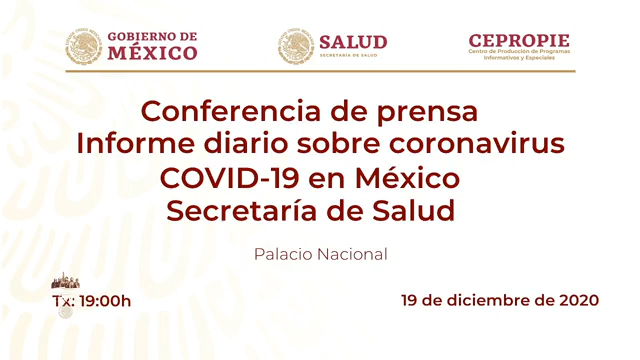 GOBIERNO DE
MÉXICO
SALUD
SECRETARÍA DE SALUD
CEPROPIE
Centro de Producción de Programas
Informativos y Especiales
Conferencia de prensa
Informe diario sobre coronavirus
COVID-19 en México
Secretaría de Salud
Palacio Nacional
Tx: 19:00h
19 de diciembre de 2020